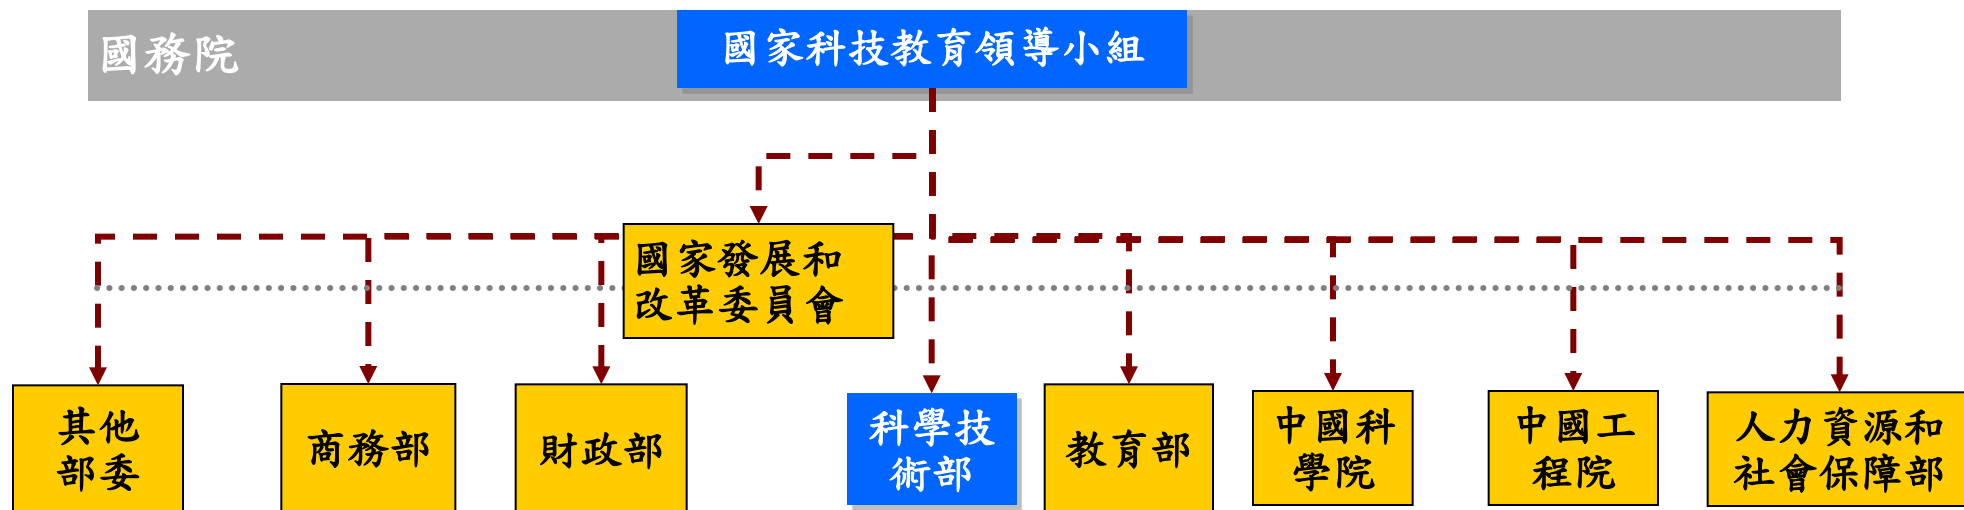 國務院
國家科技教育領導小組
國家發展和
改革委員會
其他
部委
商務部
財政部
科學技
術部
教育部
中國科
學院
中國工
程院
人力資源和
社會保障部